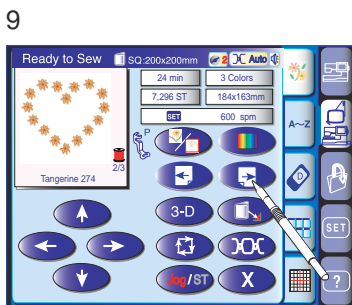 9
Ready to Sew SQ:200x200mm 2 Auto
24 min 3 Colors
7,296 ST 184x163mm
SET 600 spm
P
A~Z
2/3
Tangerine 274
D
3-D
SET
Jog/ST X
?